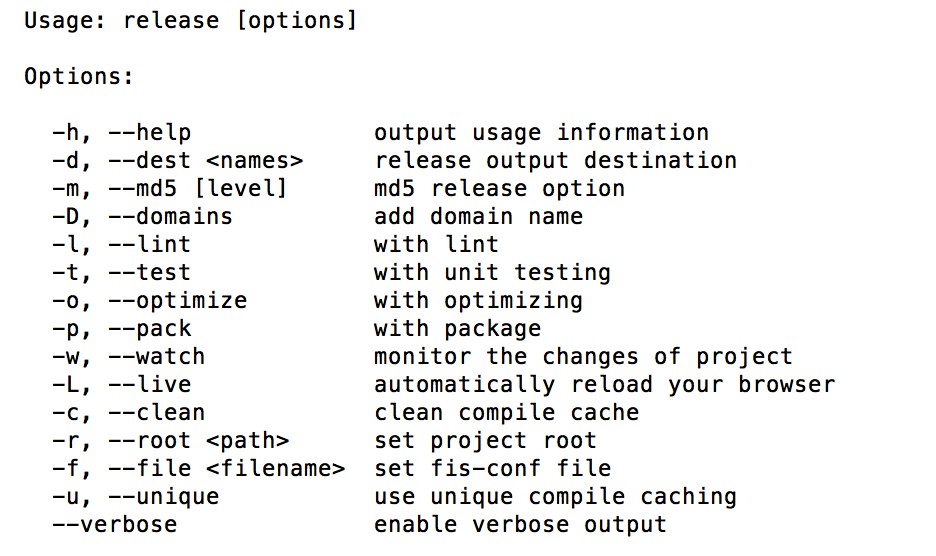 Usage: release [options]
Options:
-h, --help output usage information
-d, --dest <names> release output destination
-m, --md5 [level] md5 release option
-D, --domains add domain name
-l, --lint with lint
-t, --test with unit testing
-o, --optimize with optimizing
-p, --pack with package
-w, --watch monitor the changes of project
-L, --live automatically reload your browser
-c, --clean clean compile cache
-r, --root <path> set project root
-f, --file <filename> set fis-conf file
-u, --unique use unique compile caching
--verbose enable verbose output